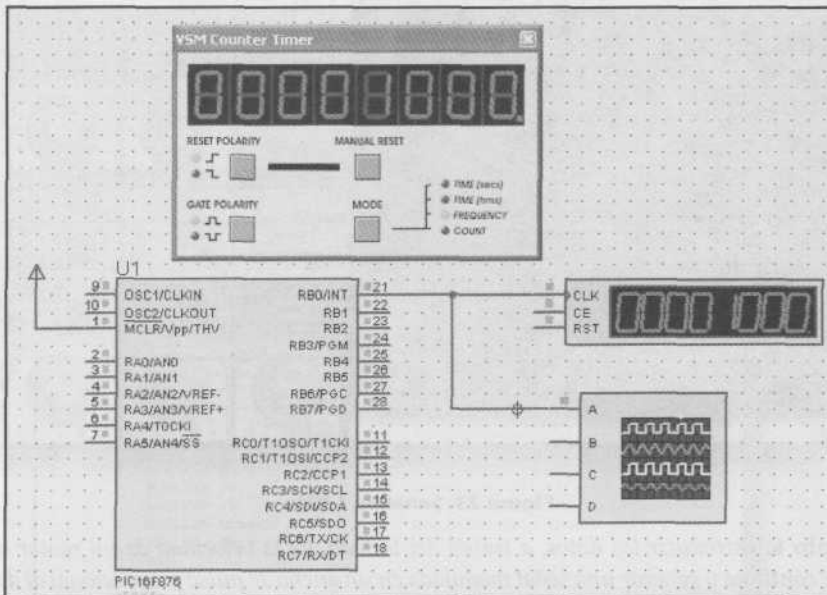 VSM Counter Timer
00001000.
RESET POLARITY
MANUAL RESET
GATE POLARITY
MODE
TIME (secs)
TIME (hms)
FREQUENCY
COUNT
U1
9 OSC1/CLKIN
10 OSC2/CLKOUT
1 MCLR/Vpp/THV
2 RA0/AN0
3 RA1/AN1
4 RA2/AN2/VREF-
5 RA3/AN3/VREF+
6 RA4/T0CKI
7 RA5/AN4/SS
RB0/INT 21
RB1 22
RB2 23
RB3/PGM 24
RB4 25
RB5 26
RB6/PGC 27
RB7/PGD 28
RC0/T1OSO/T1CKI 11
RC1/T1OSI/CCP2 12
RC2/CCP1 13
RC3/SCK/SCL 14
RC4/SDI/SDA 15
RC5/SDO 16
RC6/TX/CK 17
RC7/RX/DT 18
PIC16F876
CLK
CE
RST
00001000
A
B
C
D